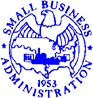 SMALL BUSINESS
ADMINISTRATION
1953